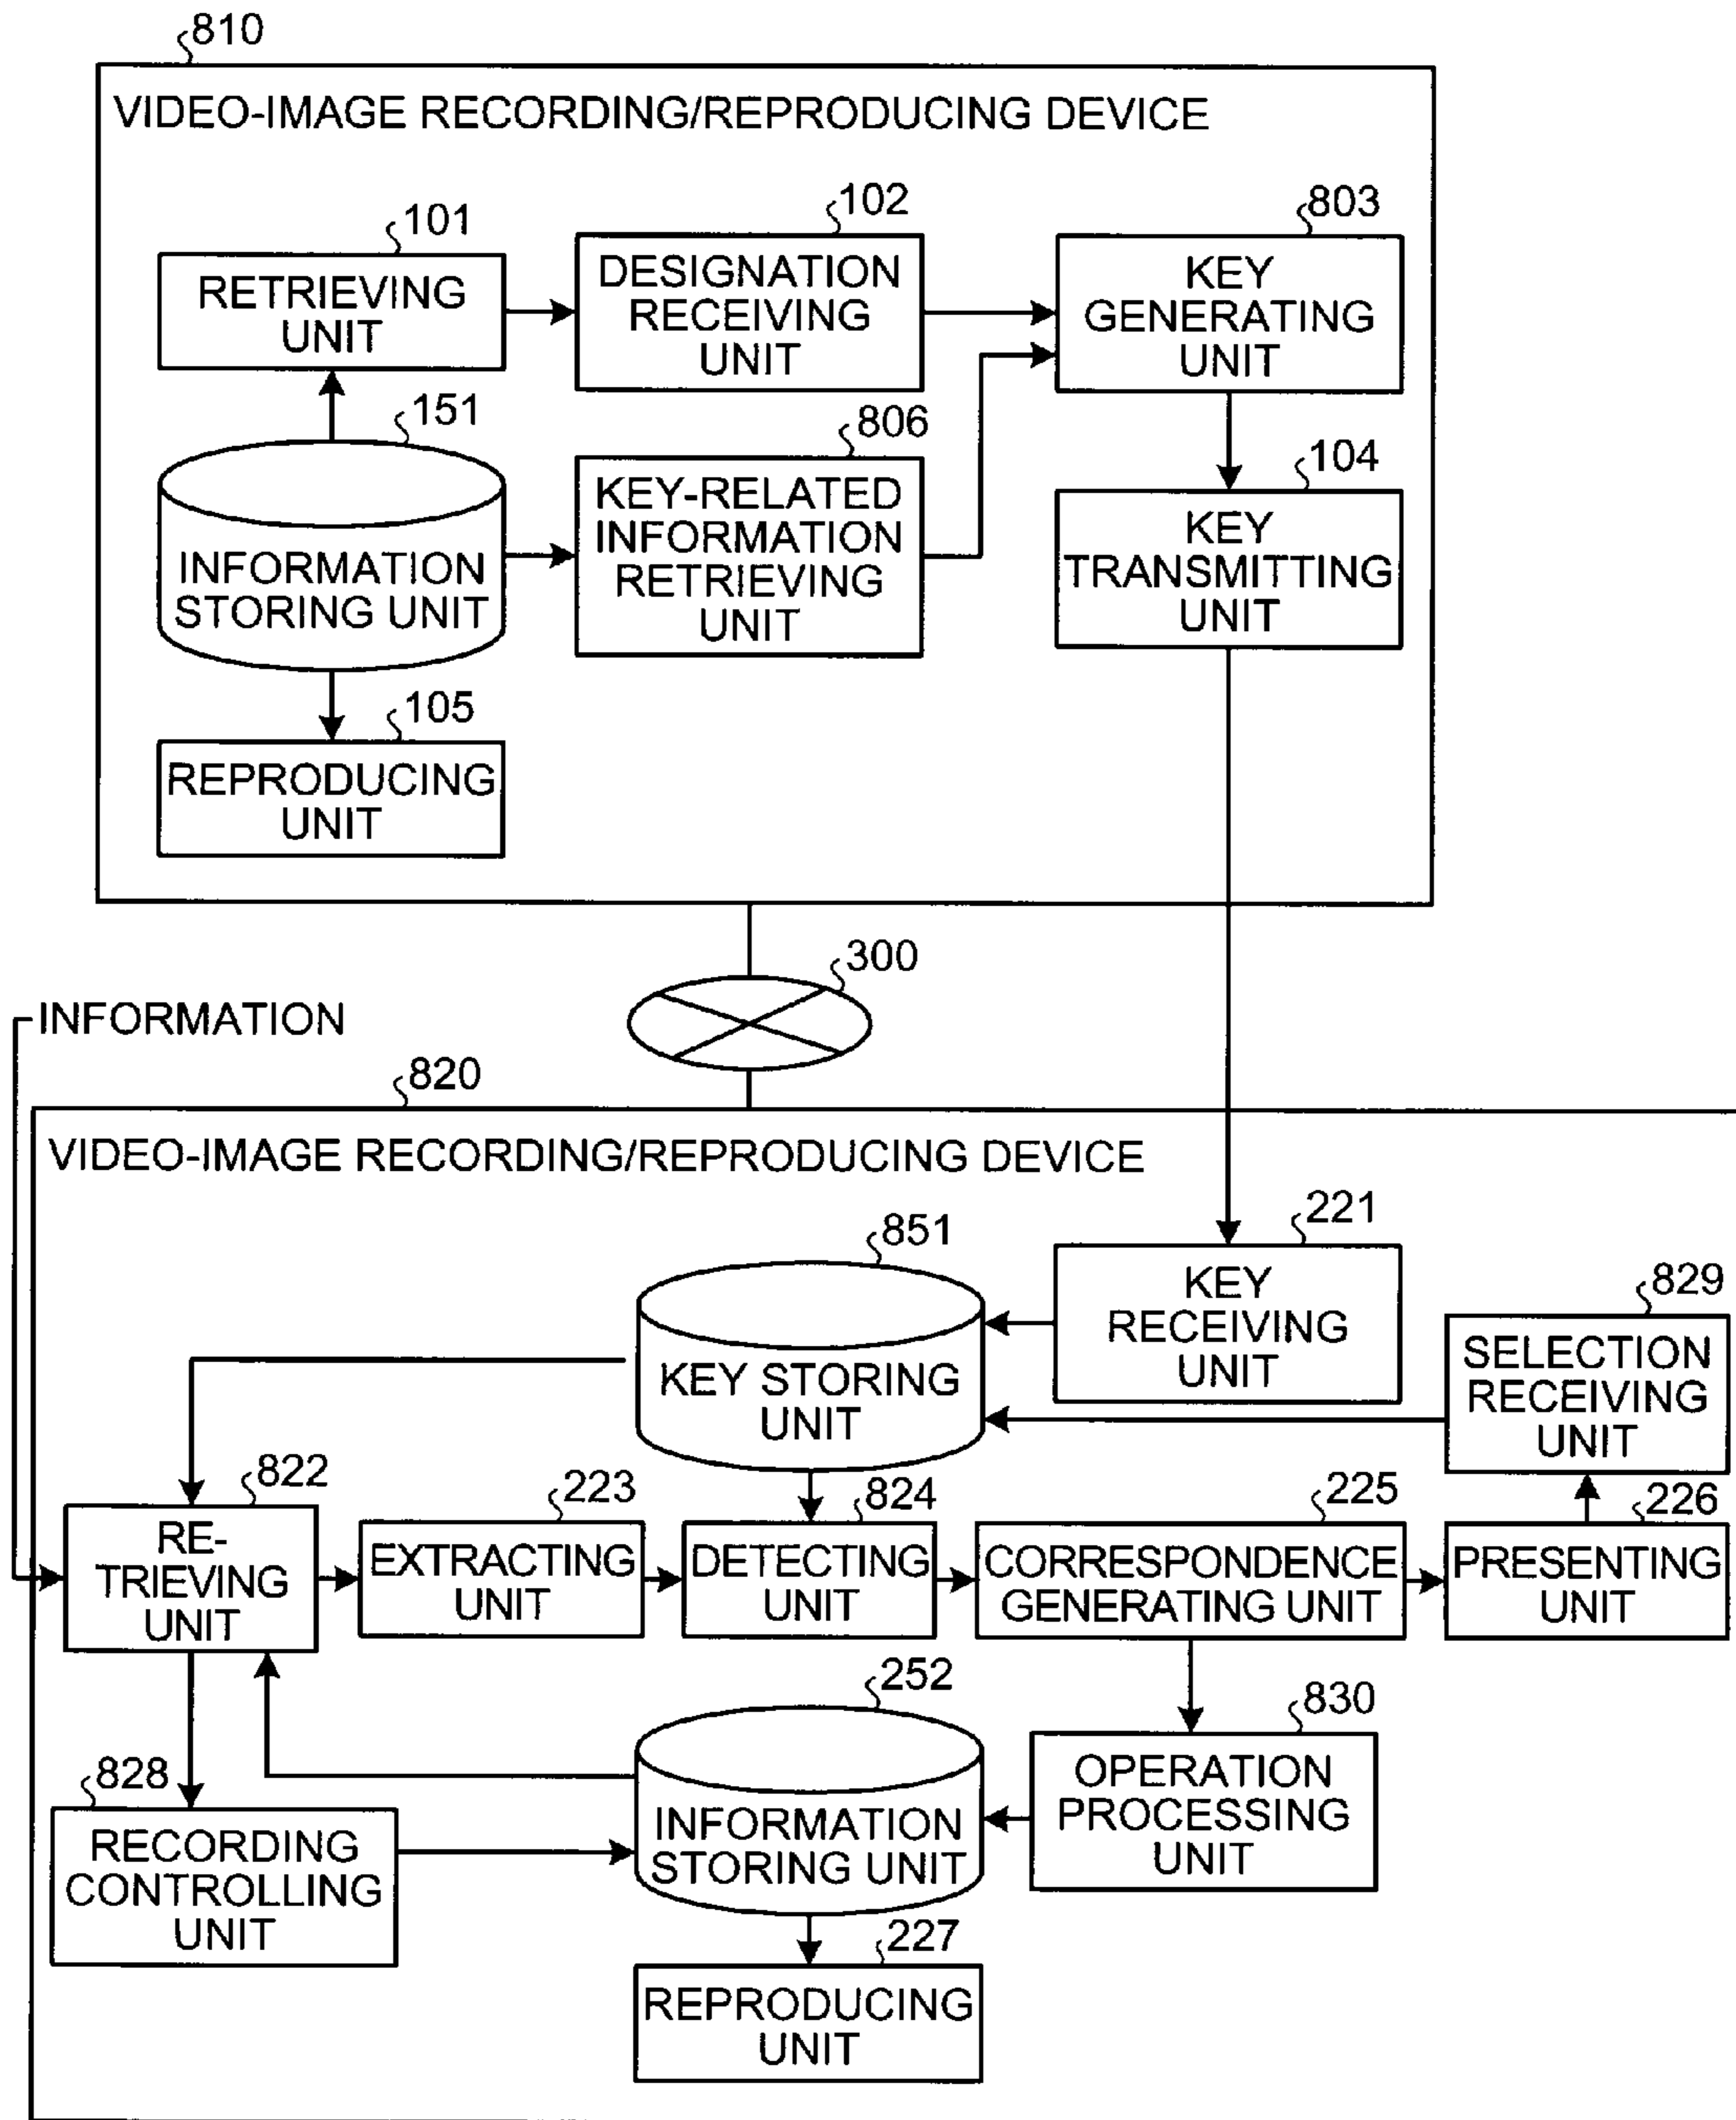 810
VIDEO-IMAGE RECORDING/REPRODUCING DEVICE
101
RETRIEVING
UNIT
102
DESIGNATION
RECEIVING
UNIT
803
KEY
GENERATING
UNIT
151
INFORMATION
STORING UNIT
806
KEY-RELATED
INFORMATION
RETRIEVING
UNIT
104
KEY
TRANSMITTING
UNIT
105
REPRODUCING
UNIT
300
INFORMATION
820
VIDEO-IMAGE RECORDING/REPRODUCING DEVICE
851
KEY STORING
UNIT
221
KEY
RECEIVING
UNIT
829
SELECTION
RECEIVING
UNIT
822
RE-
TRIEVING
UNIT
223
EXTRACTING
UNIT
824
DETECTING
UNIT
225
CORRESPONDENCE
GENERATING UNIT
226
PRESENTING
UNIT
828
RECORDING
CONTROLLING
UNIT
252
INFORMATION
STORING UNIT
830
OPERATION
PROCESSING
UNIT
227
REPRODUCING
UNIT